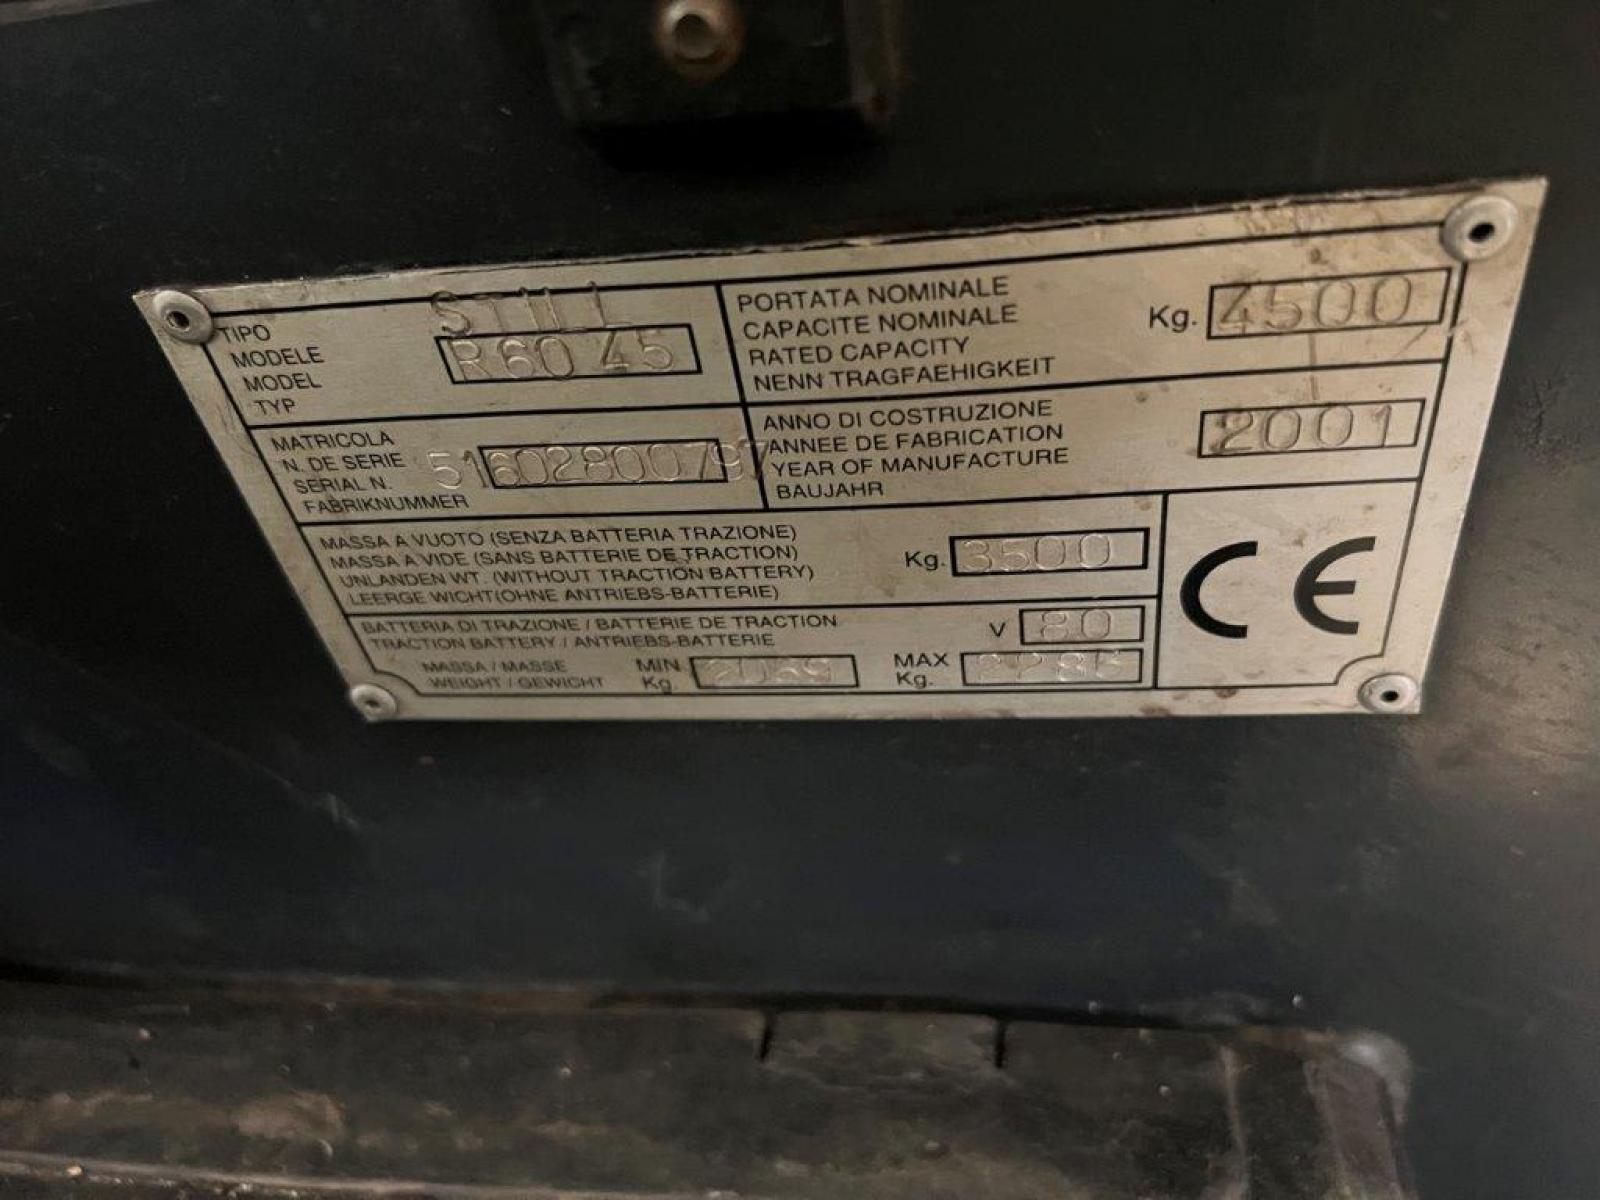 TIPO
MODELE
MODEL
TYP
STILL
R60 45
PORTATA NOMINALE
CAPACITE NOMINALE
RATED CAPACITY
NENN TRAGFAEHIGKEIT
Kg. 4500
MATRICOLA
N. DE SERIE
SERIAL N.
FABRIKNUMMER
516028000797
ANNO DI COSTRUZIONE
ANNEE DE FABRICATION
YEAR OF MANUFACTURE
BAUJAHR
2001
MASSA A VUOTO (SENZA BATTERIA TRAZIONE)
MASSA A VIDE (SANS BATTERIE DE TRACTION)
UNLANDEN WT. (WITHOUT TRACTION BATTERY)
LEERGE WICHT(OHNE ANTRIEBS-BATTERIE)
Kg. 3500
CE
BATTERIA DI TRAZIONE / BATTERIE DE TRACTION
TRACTION BATTERY / ANTRIEBS-BATTERIE
V 80
MASSA / MASSE
WEIGHT / GEWICHT
MIN
Kg.
MAX
Kg.